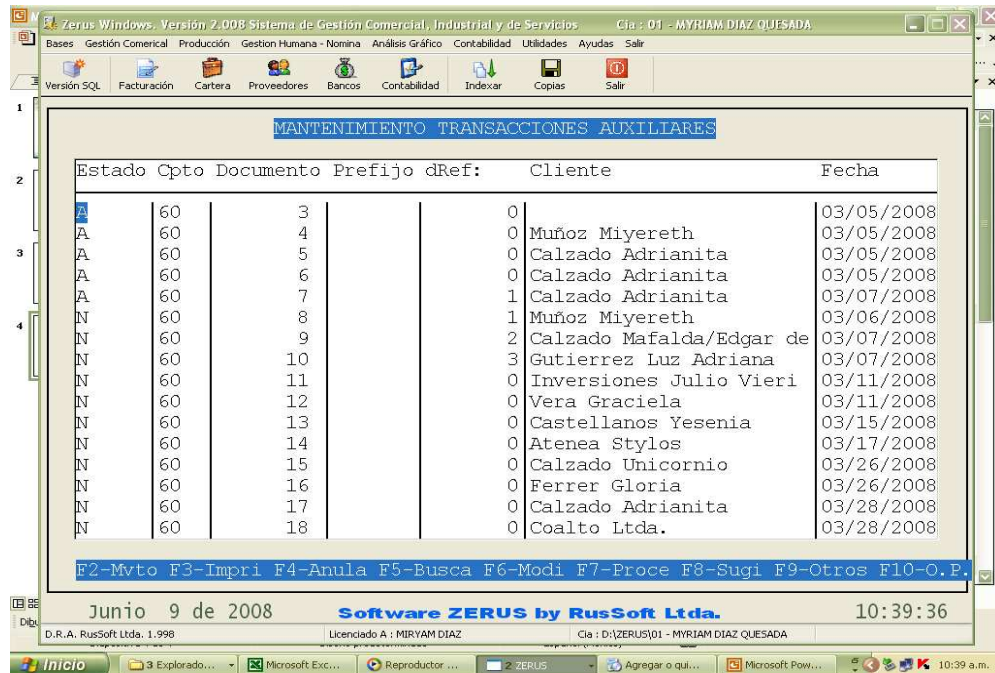 Zerus Windows. Versión 2.008 Sistema de Gestión Comercial, Industrial y de Servicios Cia : 01 - MYRIAM DIAZ QUESADA
Bases Gestión Comerical Producción Gestion Humana - Nomina Análisis Gráfico Contabilidad Utilidades Ayudas Salir
Versión SQL Facturación Cartera Proveedores Bancos Contabilidad Indexar Copias Salir
1
2
3
4
MANTENIMIENTO TRANSACCIONES AUXILIARES
Estado Cpto Documento Prefijo dRef: Cliente Fecha
A 60 3 0 03/05/2008
A 60 4 0 Muñoz Miyereth 03/05/2008
A 60 5 0 Calzado Adrianita 03/05/2008
A 60 6 0 Calzado Adrianita 03/05/2008
A 60 7 1 Calzado Adrianita 03/07/2008
N 60 8 1 Muñoz Miyereth 03/06/2008
N 60 9 2 Calzado Mafalda/Edgar de 03/07/2008
N 60 10 3 Gutierrez Luz Adriana 03/07/2008
N 60 11 0 Inversiones Julio Vieri 03/11/2008
N 60 12 0 Vera Graciela 03/11/2008
N 60 13 0 Castellanos Yesenia 03/15/2008
N 60 14 0 Atenea Stylos 03/17/2008
N 60 15 0 Calzado Unicornio 03/26/2008
N 60 16 0 Ferrer Gloria 03/26/2008
N 60 17 0 Calzado Adrianita 03/28/2008
N 60 18 0 Coalto Ltda. 03/28/2008
F2-Mvto F3-Impri F4-Anula F5-Busca F6-Modi F7-Proce F8-Sugi F9-Otros F10-O.P.
Junio 9 de 2008 Software ZERUS by RusSoft Ltda. 10:39:36
D.R.A. RusSoft Ltda. 1.998 Licenciado A : MIRYAM DIAZ Cia : D:\ZERUS\01 - MYRIAM DIAZ QUESADA
Inicio 3 Explorado... Microsoft Exc... Reproductor ... 2 ZERUS Agregar o qui... Microsoft Pow... 10:39 a.m.